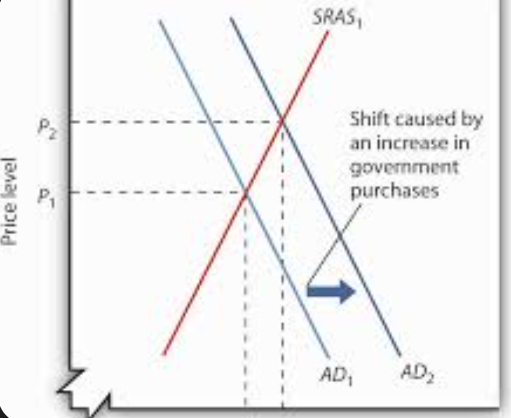 SRAS₁
P₂
Shift caused by
an increase in
government
purchases
P₁
Price level
AD₁
AD₂